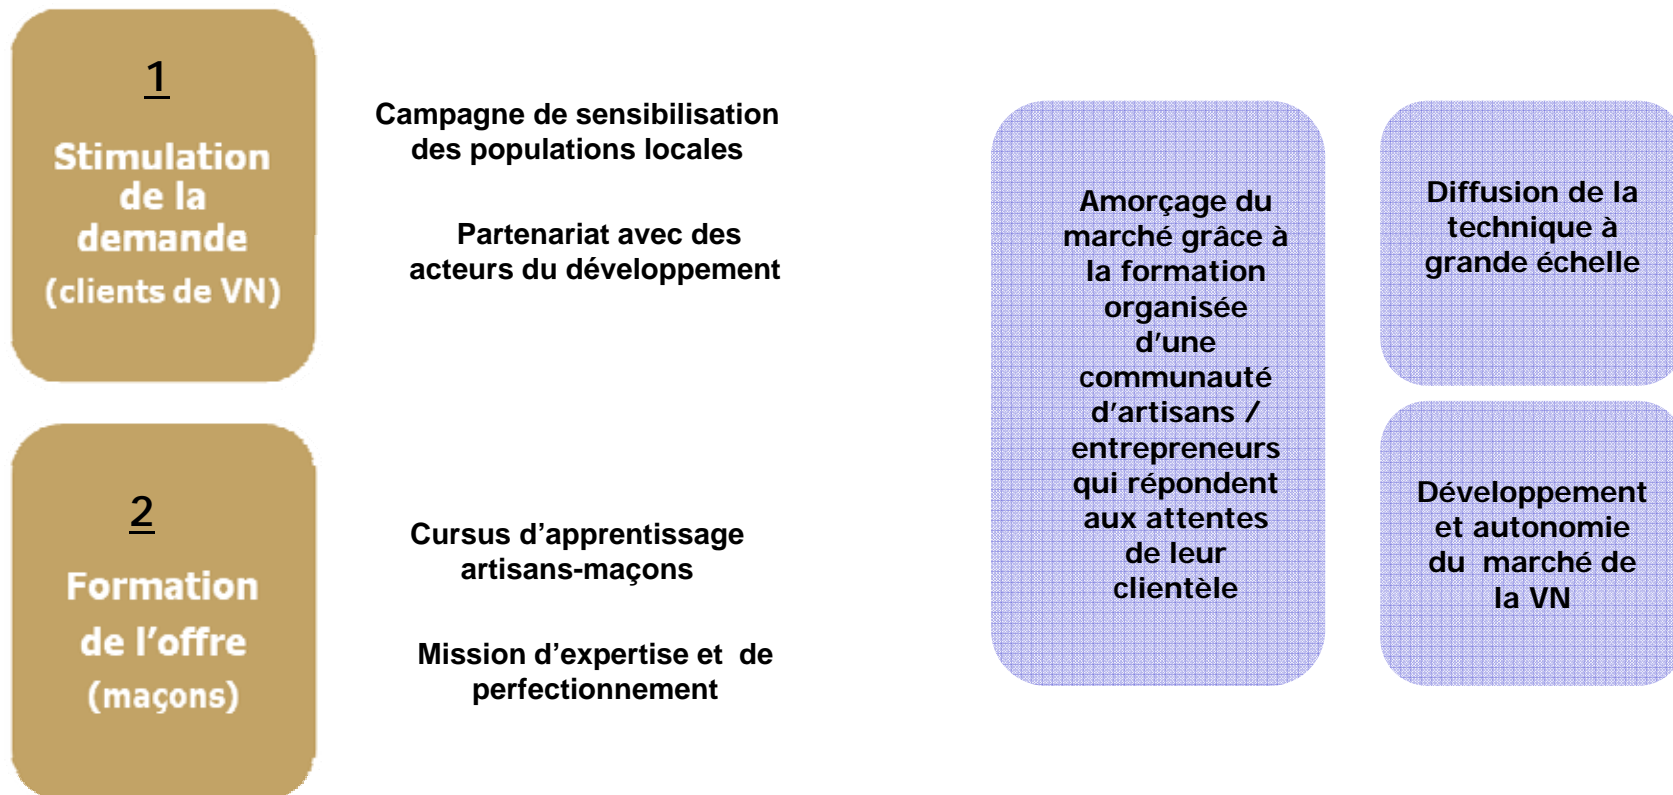 1
Stimulation
de la
demande
(clients de VN)
Campagne de sensibilisation
des populations locales
Partenariat avec des
acteurs du développement
2
Formation
de l’offre
(maçons)
Cursus d’apprentissage
artisans-maçons
Mission d’expertise et  de
perfectionnement
Amorçage du
marché grâce à
la formation
organisée
d’une
communauté
d’artisans /
entrepreneurs
qui répondent
aux attentes
de leur
clientèle
Diffusion de la
technique à
grande échelle
Développement
et autonomie
du  marché de
la VN